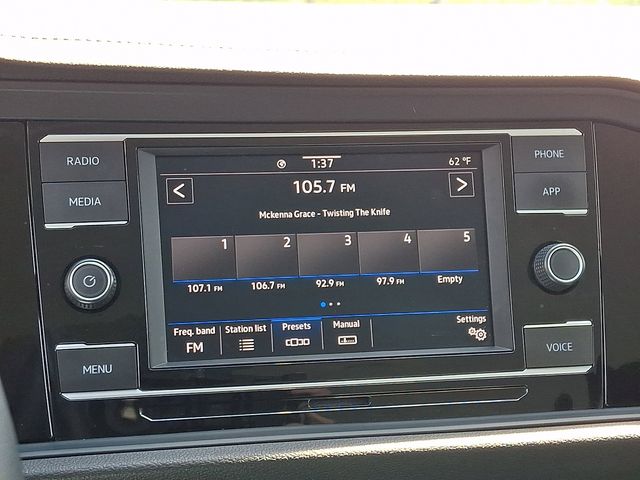 RADIO
MEDIA
MENU
1:37
62 °F
<
105.7 FM
>
Mckenna Grace - Twisting The Knife
1 2 3 4 5
107.1 FM 106.7 FM 92.9 FM 97.9 FM Empty
Freq. band Station list Presets Manual Settings
FM
PHONE
APP
VOICE